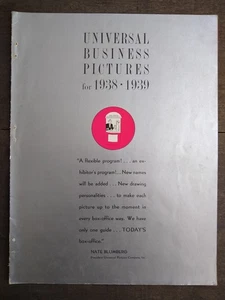 UNIVERSAL
BUSINESS
PICTURES
for 1938 · 1939
"A flexible program! . . . an ex-
hibitor's program! . . New names
will be added . . . New drawing
personalities . . . to make each
picture up to the moment in
every box-office way. We have
only one guide . . . TODAY'S
box-office."
NATE BLUMBERG